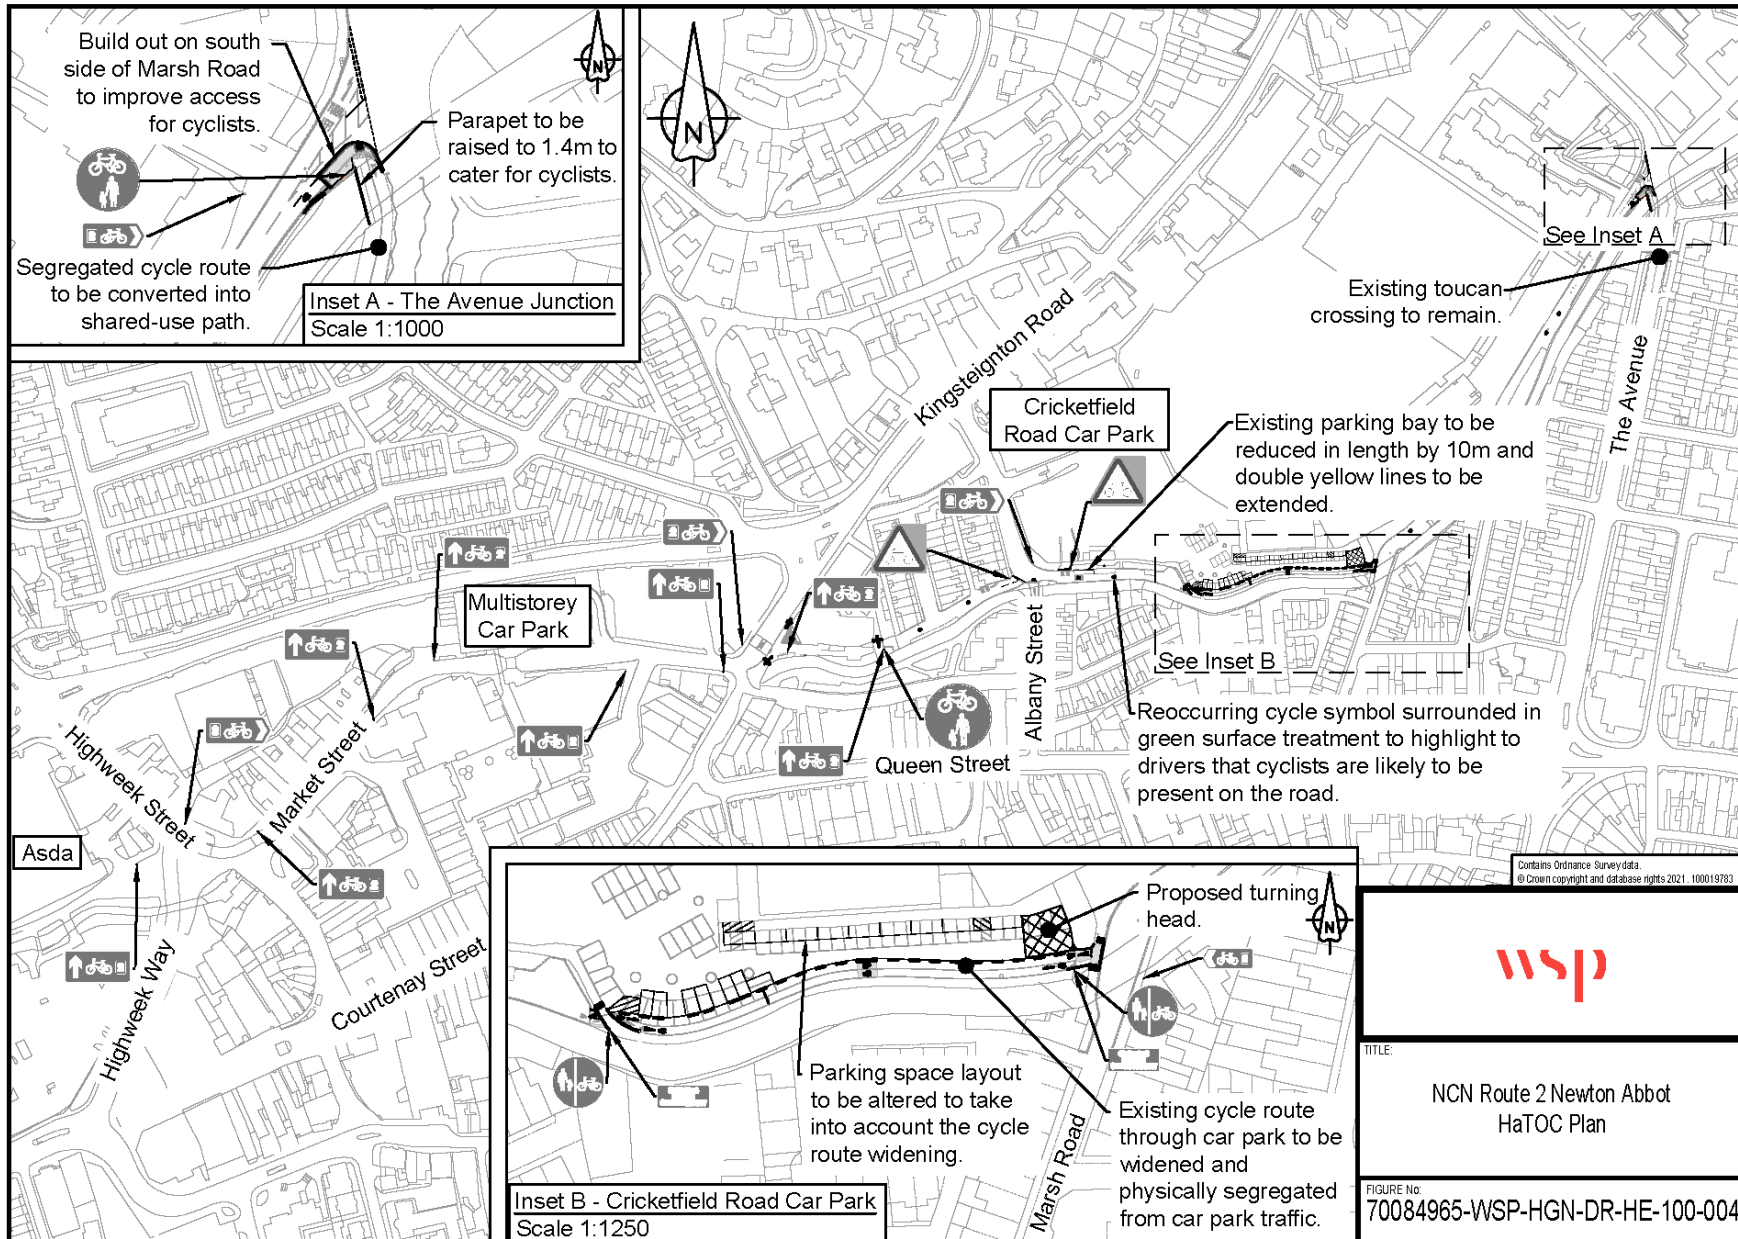 Build out on south
side of Marsh Road
to improve access
for cyclists.
Parapet to be
raised to 1.4m to
cater for cyclists.
Segregated cycle route
to be converted into
shared-use path.
Inset A - The Avenue Junction
Scale 1:1000
N
N
See Inset A
Existing toucan
crossing to remain.
The Avenue
Kingsteignton Road
Cricketfield
Road Car Park
Existing parking bay to be
reduced in length by 10m and
double yellow lines to be
extended.
Multistorey
Car Park
See Inset B
Albany Street
Queen Street
Reoccurring cycle symbol surrounded in
green surface treatment to highlight to
drivers that cyclists are likely to be
present on the road.
Highweek Street
Market Street
Asda
Highweek Way
Courtenay Street
Proposed turning
head.
N
Parking space layout
to be altered to take
into account the cycle
route widening.
Existing cycle route
through car park to be
widened and
physically segregated
from car park traffic.
Marsh Road
Inset B - Cricketfield Road Car Park
Scale 1:1250
Contains Ordnance Survey data.
© Crown copyright and database rights 2021. 100019783
wsp
TITLE:
NCN Route 2 Newton Abbot
HaTOC Plan
FIGURE No:
70084965-WSP-HGN-DR-HE-100-004